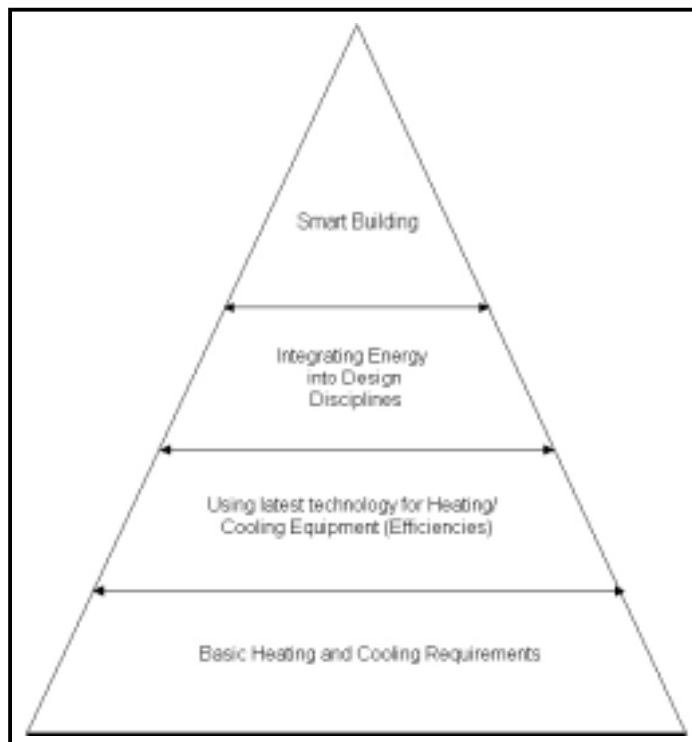 Smart Building
Integrating Energy
into Design
Disciplines
Using latest technology for Heating/
Cooling Equipment (Efficiencies)
Basic Heating and Cooling Requirements